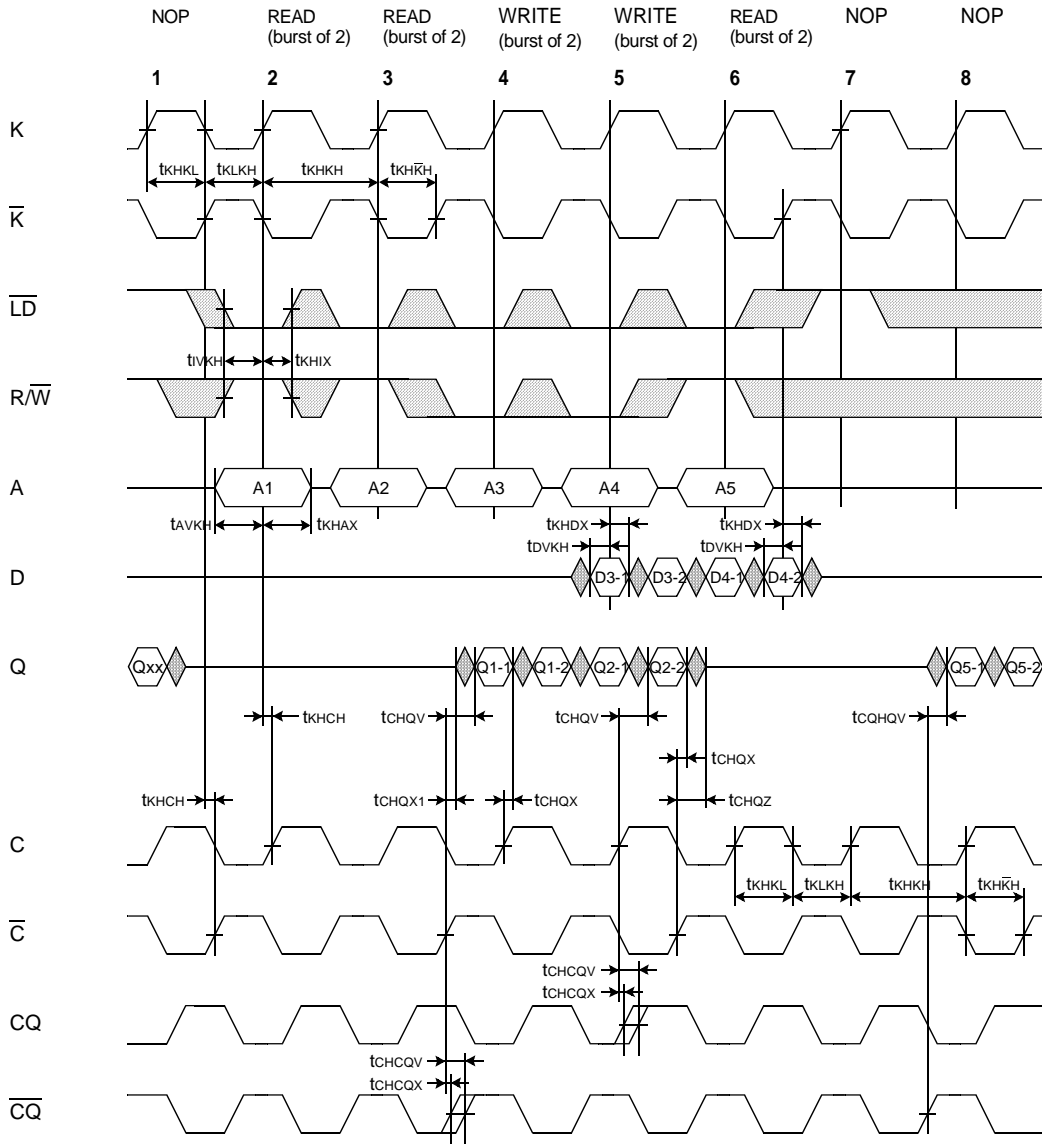 NOP READ READ WRITE WRITE READ NOP NOP
(burst of 2) (burst of 2) (burst of 2) (burst of 2) (burst of 2)
1 2 3 4 5 6 7 8
K
tKHKL tKLKH tKHKH tKHK̅H
K̅
L̅D̅
tIVKH tKHIX
R/W̅
A A1 A2 A3 A4 A5
tAVKH tKHAX tKHDX tKHDX
tDVKH tDVKH
D D3-1 D3-2 D4-1 D4-2
Q Qxx Q1-1 Q1-2 Q2-1 Q2-2 Q5-1 Q5-2
tKHCH tCHQV tCHQV tCQHQV
tCHQX
tKHCH tCHQX1 tCHQX tCHQZ
C
tKHKL tKLKH tKHKH tKHK̅H
C̅
tCHCQV
tCHCQX
CQ
tCHCQV
tCHCQX
C̅Q̅